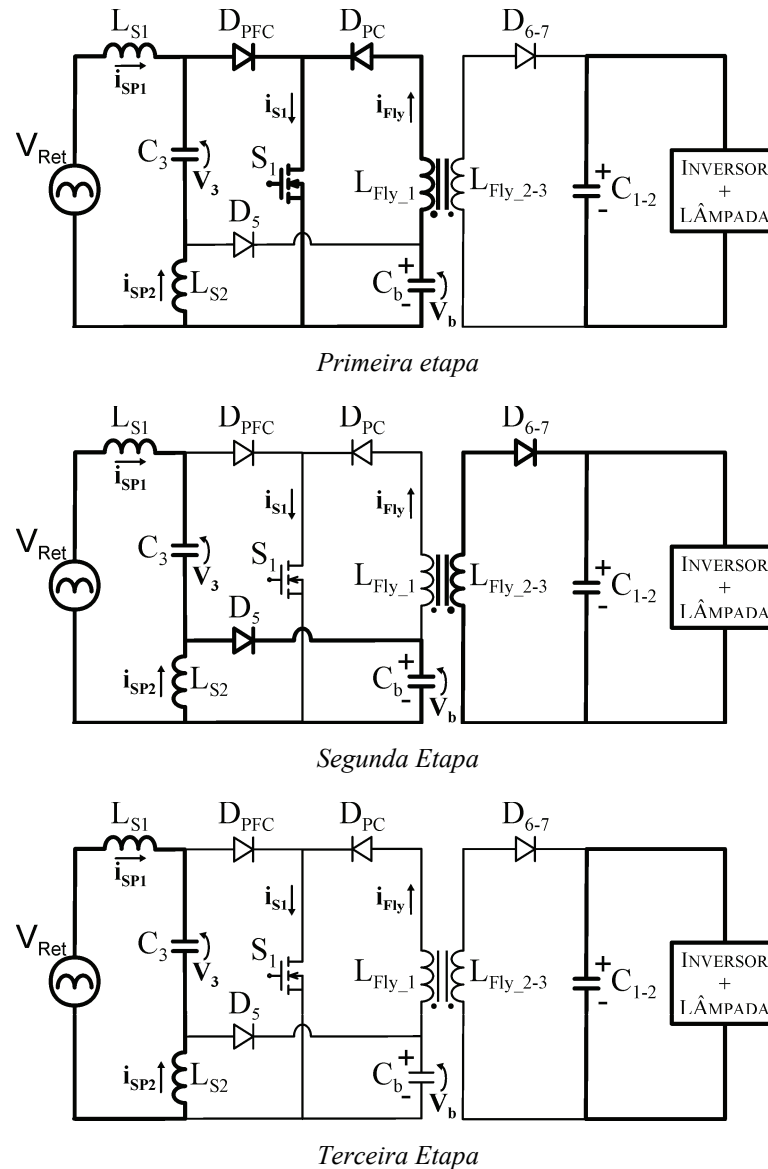 L_S1 D_PFC D_PC D_6-7
i_SP1 i_S1 i_Fly
V_Ret C_3 V_3 S_1 L_Fly_1 L_Fly_2-3 + - C_1-2 INVERSOR
+
LÂMPADA
D_5
i_SP2 L_S2 C_b + - V_b
Primeira etapa
L_S1 D_PFC D_PC D_6-7
i_SP1 i_S1 i_Fly
V_Ret C_3 V_3 S_1 L_Fly_1 L_Fly_2-3 + - C_1-2 INVERSOR
+
LÂMPADA
D_5
i_SP2 L_S2 C_b + - V_b
Segunda Etapa
L_S1 D_PFC D_PC D_6-7
i_SP1 i_S1 i_Fly
V_Ret C_3 V_3 S_1 L_Fly_1 L_Fly_2-3 + - C_1-2 INVERSOR
+
LÂMPADA
D_5
i_SP2 L_S2 C_b + - V_b
Terceira Etapa